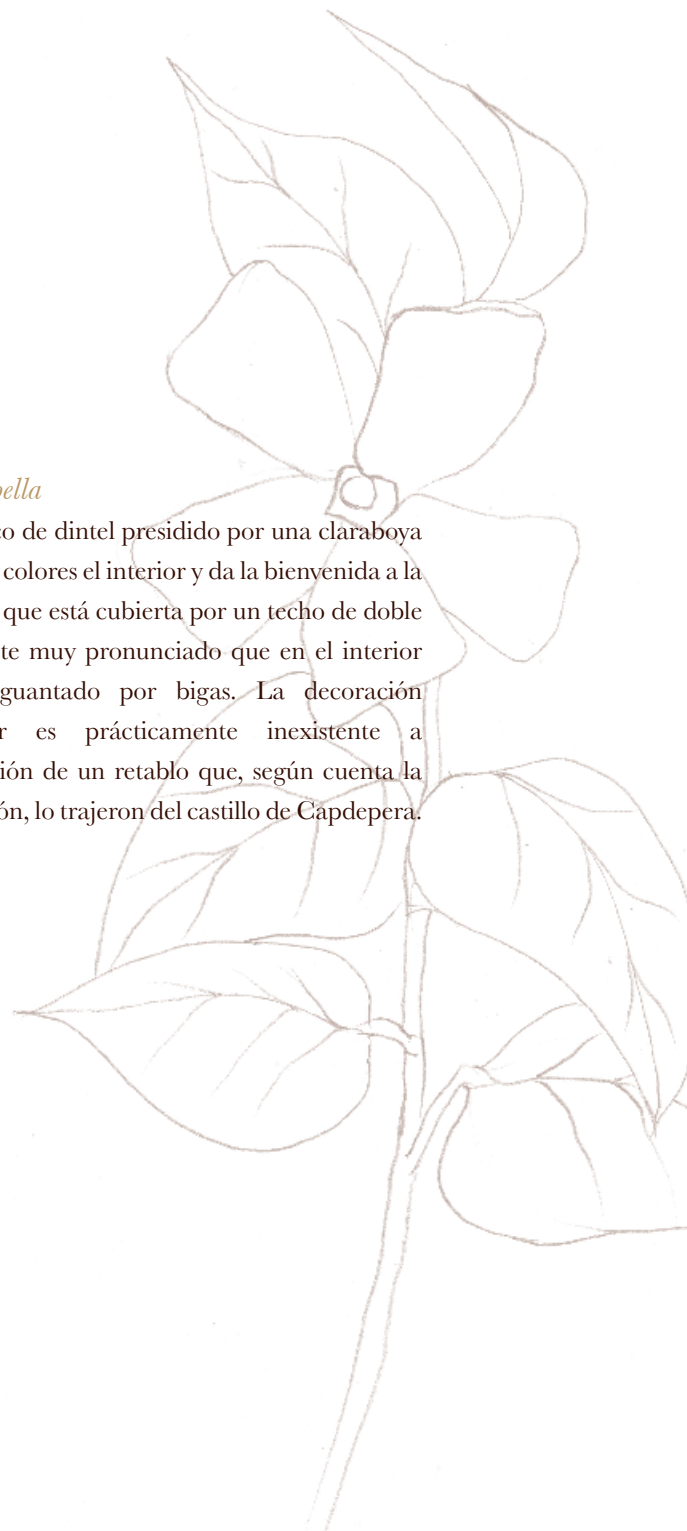 pella
co de dintel presidido por una claraboya
colores el interior y da la bienvenida a la
que está cubierta por un techo de doble
te muy pronunciado que en el interior
guantado por bigas. La decoración
r es prácticamente inexistente a
ión de un retablo que, según cuenta la
ón, lo trajeron del castillo de Capdepera.